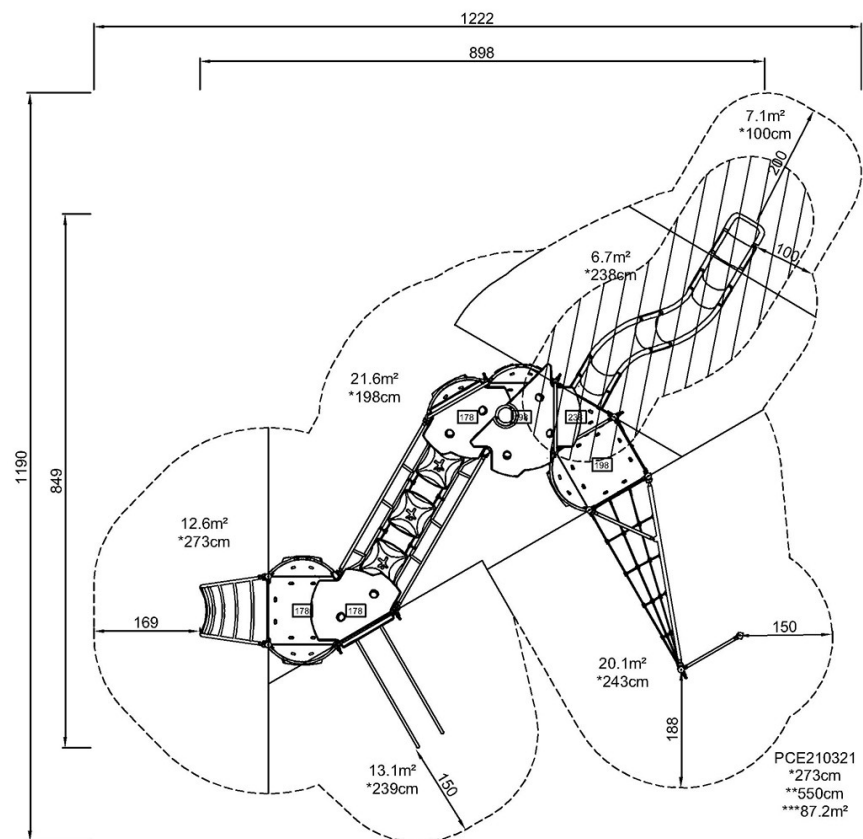 1222
898
7.1m²
*100cm
200
100
6.7m²
*238cm
21.6m²
*198cm
178
198
1190
849
12.6m²
*273cm
178
178
169
150
20.1m²
*243cm
188
13.1m²
*239cm
150
PCE210321
*273cm
**550cm
***87.2m²